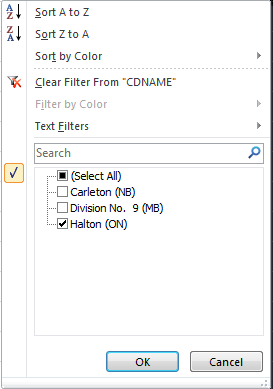 Sort A to Z
Sort Z to A
Sort by Color
Clear Filter From "CDNAME"
Filter by Color
Text Filters
Search
(Select All)
Carleton (NB)
Division No. 9 (MB)
Halton (ON)
OK
Cancel